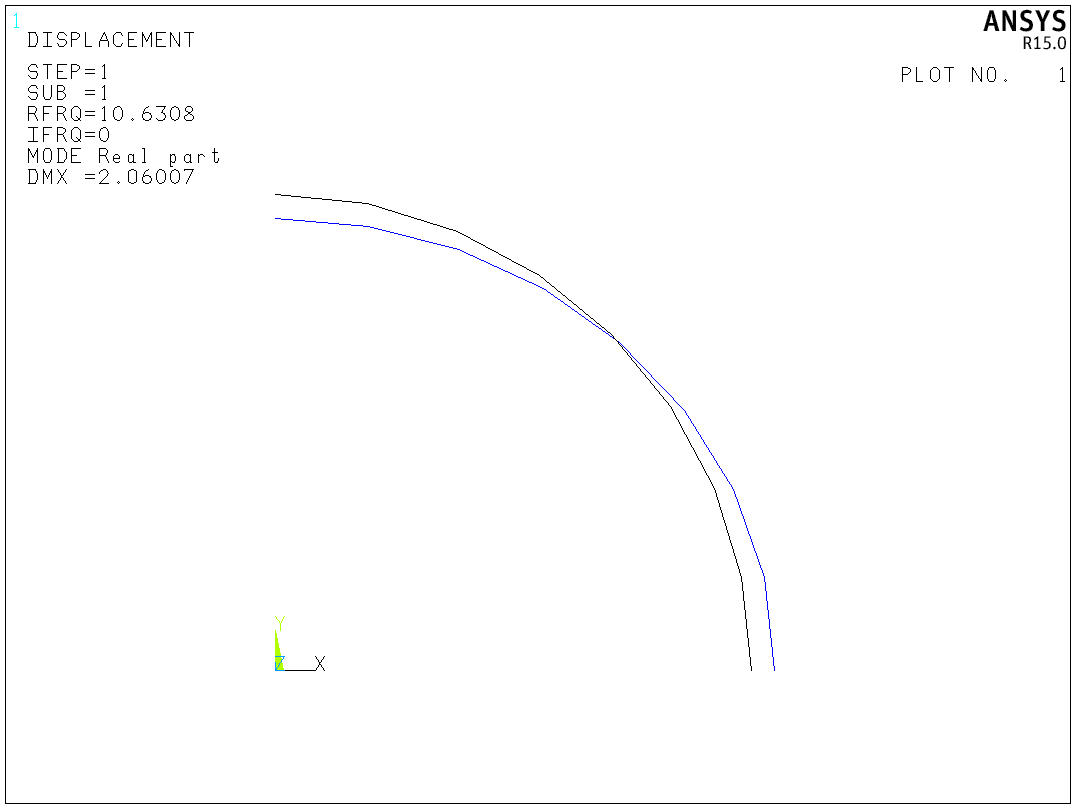 1
ANSYS
R15.0
DISPLACEMENT
STEP=1
SUB =1
RFRQ=10.6308
IFRQ=0
MODE Real part
DMX =2.06007
PLOT NO. 1
Y
Z
X